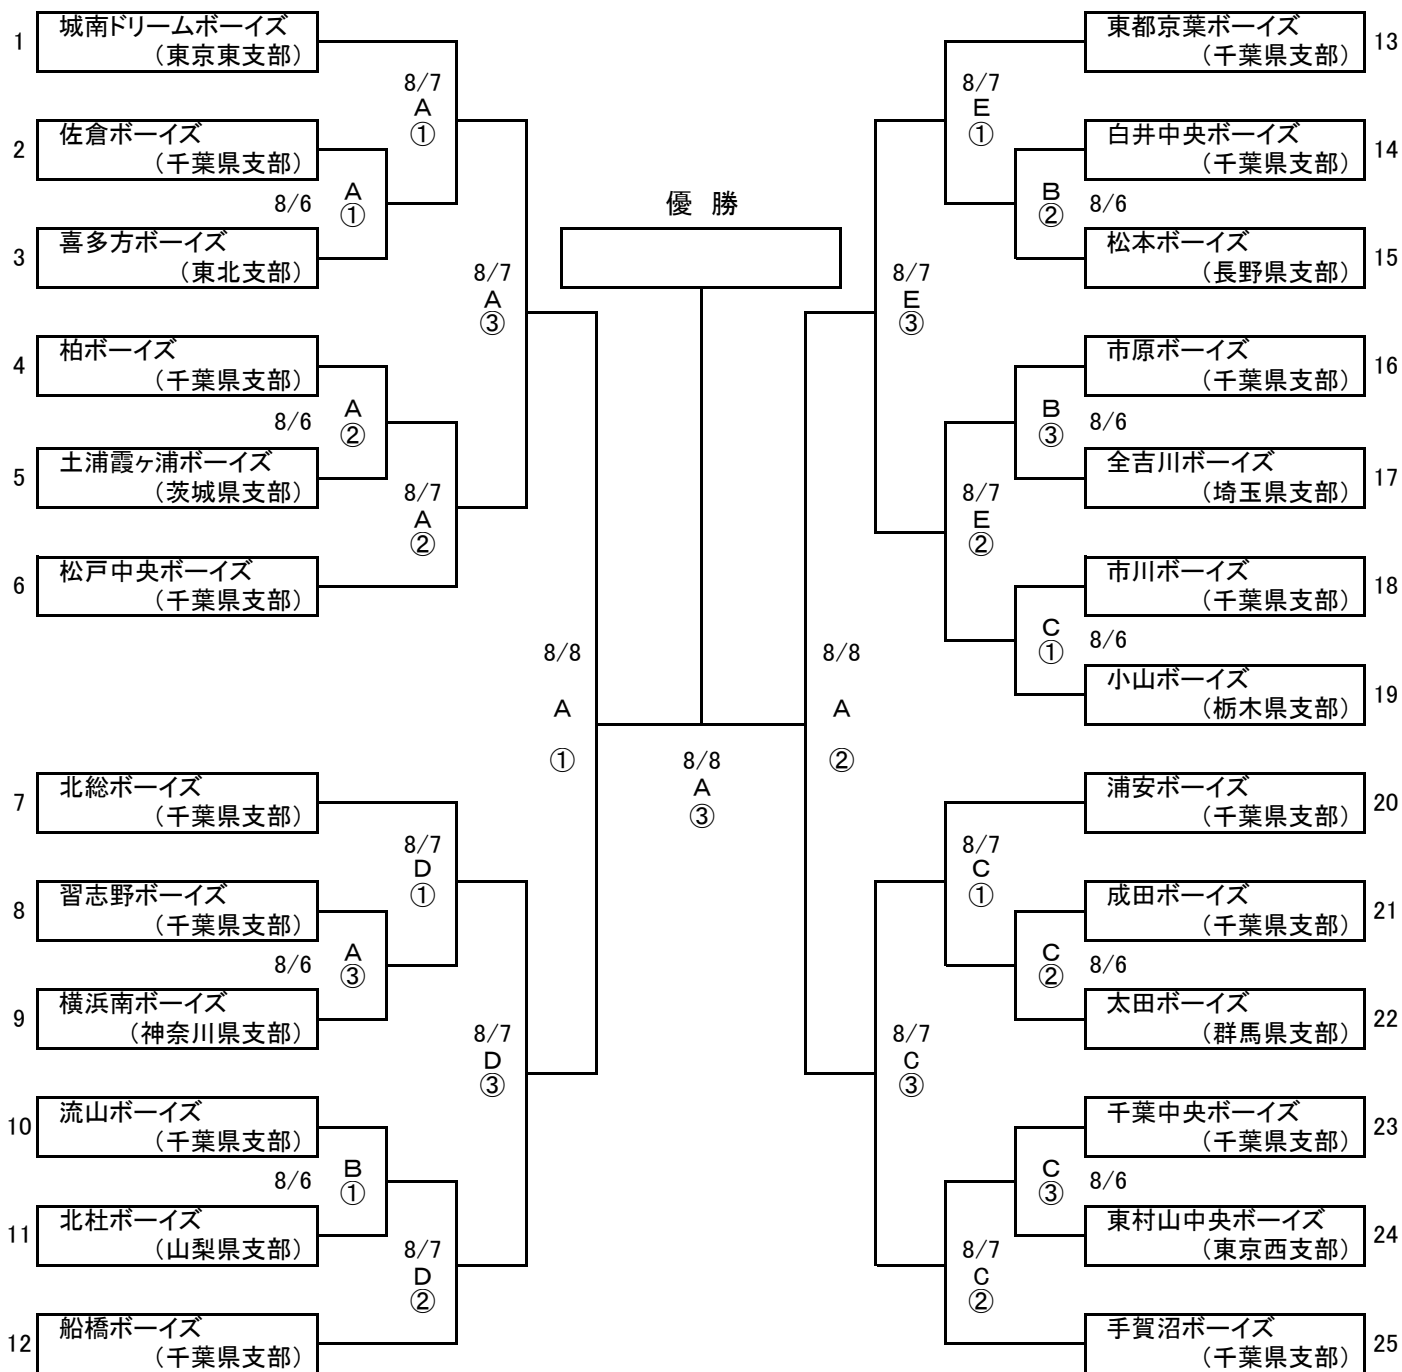 1
城南ドリームボーイズ
（東京東支部）
8/7
A
①
2
佐倉ボーイズ
（千葉県支部）
8/6
A
①
3
喜多方ボーイズ
（東北支部）
8/7
A
③
4
柏ボーイズ
（千葉県支部）
8/6
A
②
5
土浦霞ヶ浦ボーイズ
（茨城県支部）
8/7
A
②
6
松戸中央ボーイズ
（千葉県支部）
8/8
A
①
7
北総ボーイズ
（千葉県支部）
8/7
D
①
8
習志野ボーイズ
（千葉県支部）
8/6
A
③
9
横浜南ボーイズ
（神奈川県支部）
8/7
D
③
10
流山ボーイズ
（千葉県支部）
8/6
B
①
11
北杜ボーイズ
（山梨県支部）
8/7
D
②
12
船橋ボーイズ
（千葉県支部）
優 勝
8/8
A
③
東都京葉ボーイズ
（千葉県支部）
13
8/7
E
①
白井中央ボーイズ
（千葉県支部）
14
B
②
8/6
松本ボーイズ
（長野県支部）
15
8/7
E
③
市原ボーイズ
（千葉県支部）
16
B
③
8/6
全吉川ボーイズ
（埼玉県支部）
17
8/7
E
②
市川ボーイズ
（千葉県支部）
18
C
①
8/6
小山ボーイズ
（栃木県支部）
19
8/8
A
②
浦安ボーイズ
（千葉県支部）
20
8/7
C
①
成田ボーイズ
（千葉県支部）
21
C
②
8/6
太田ボーイズ
（群馬県支部）
22
8/7
C
③
千葉中央ボーイズ
（千葉県支部）
23
C
③
8/6
東村山中央ボーイズ
（東京西支部）
24
8/7
C
②
手賀沼ボーイズ
（千葉県支部）
25